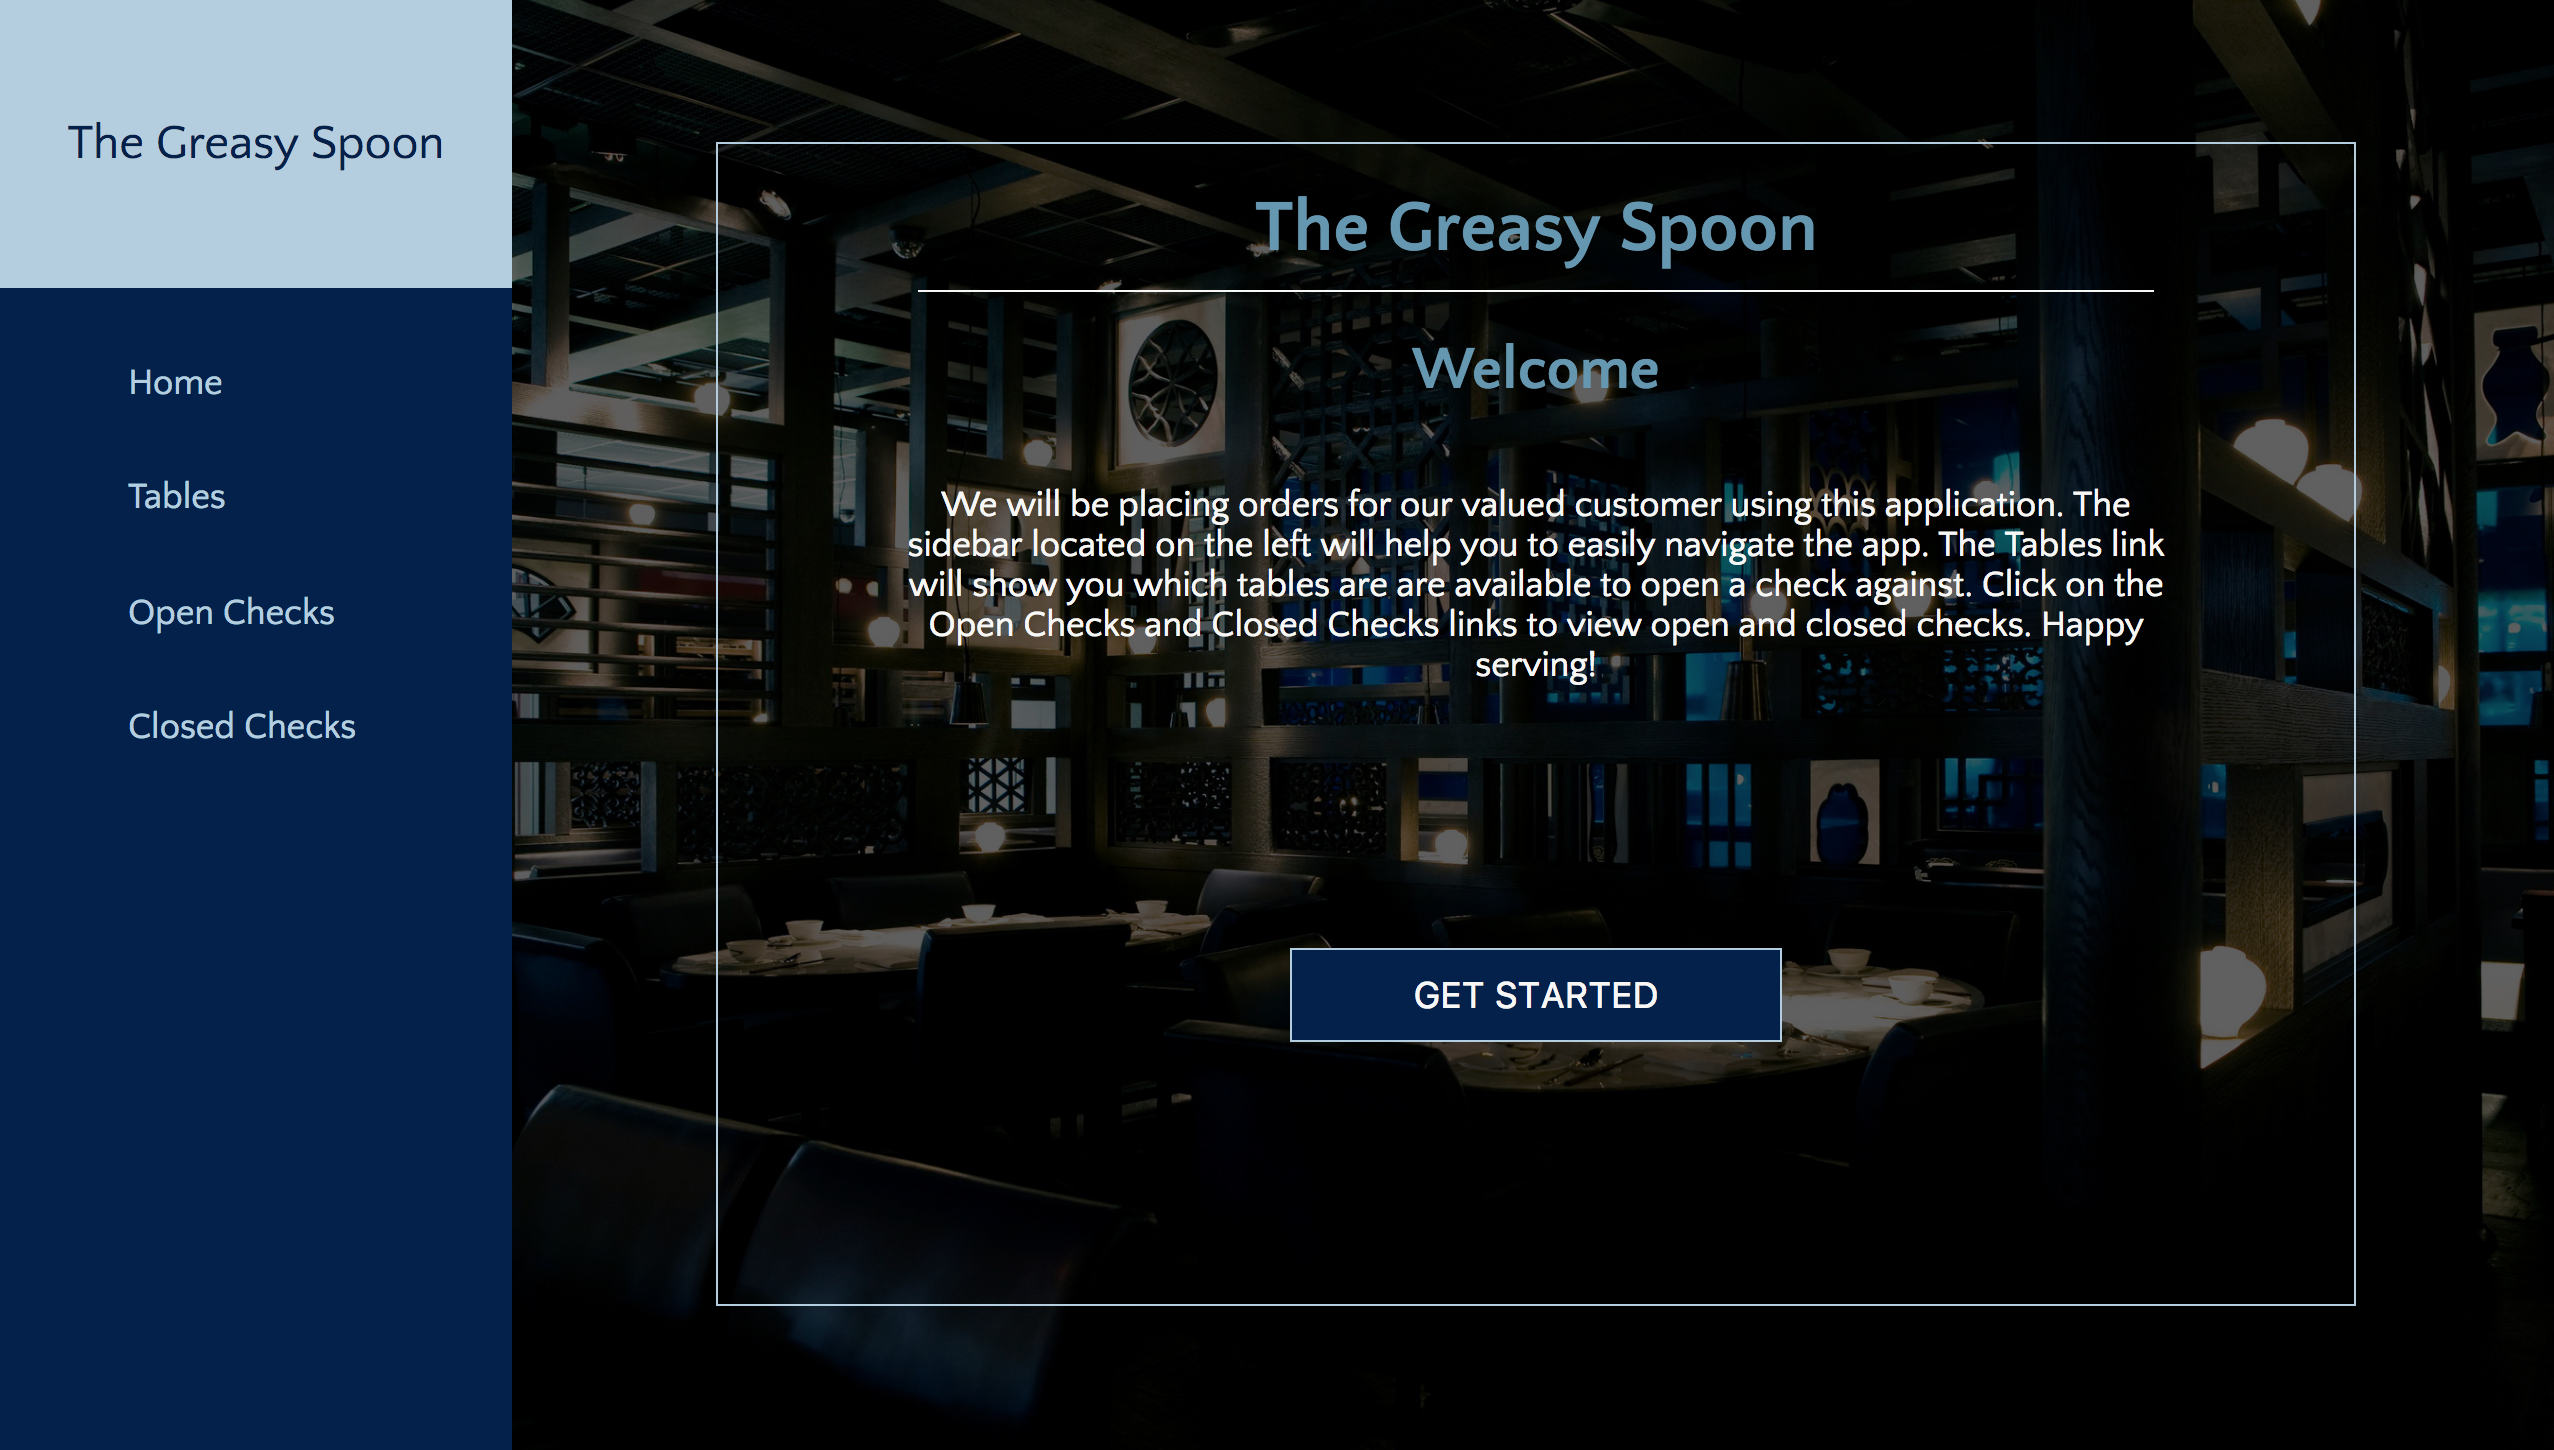 The Greasy Spoon
Home
Tables
Open Checks
Closed Checks
The Greasy Spoon
Welcome
We will be placing orders for our valued customer using this application. The
sidebar located on the left will help you to easily navigate the app. The Tables link
will show you which tables are are available to open a check against. Click on the
Open Checks and Closed Checks links to view open and closed checks. Happy
serving!
GET STARTED